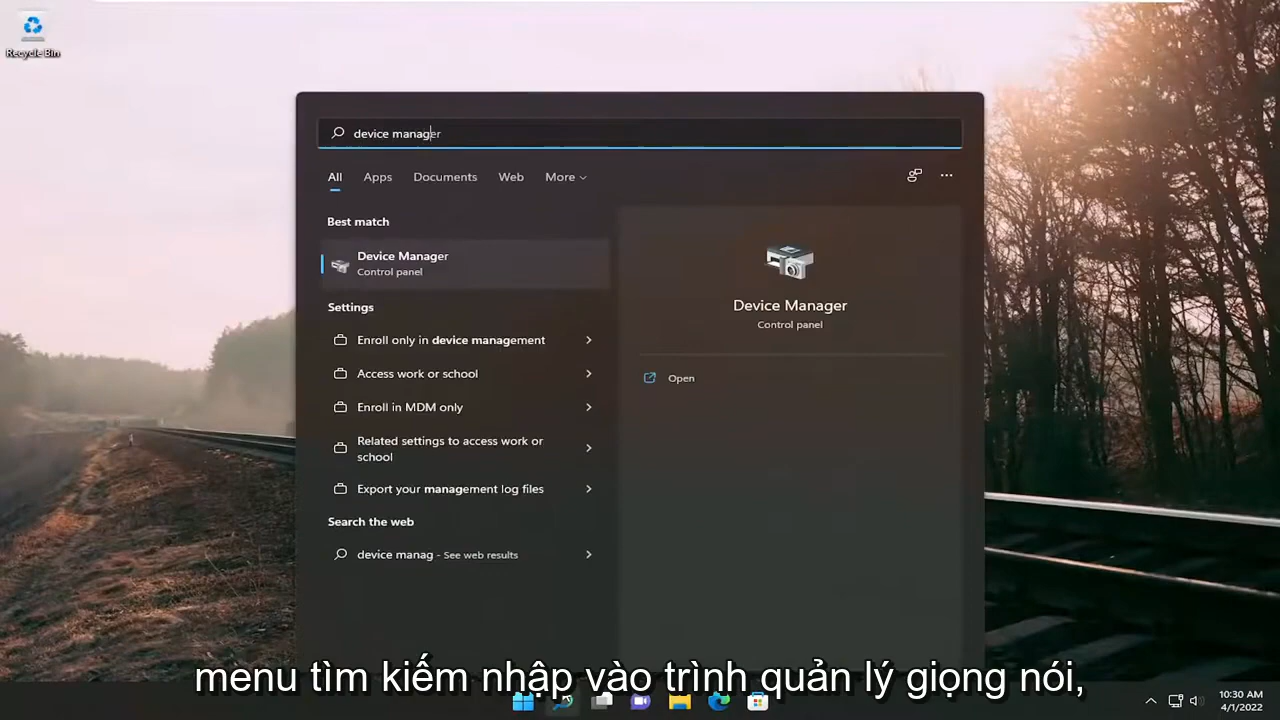 Recycle Bin
device manager
All Apps Documents Web More
Best match
Device Manager
Control panel
Settings
Enroll only in device management
Access work or school
Enroll in MDM only
Related settings to access work or
school
Export your management log files
Search the web
device manag - See web results
Device Manager
Control panel
Open
menu tìm kiếm nhập vào trình quản lý giọng nói,
10:30 AM
4/1/2022